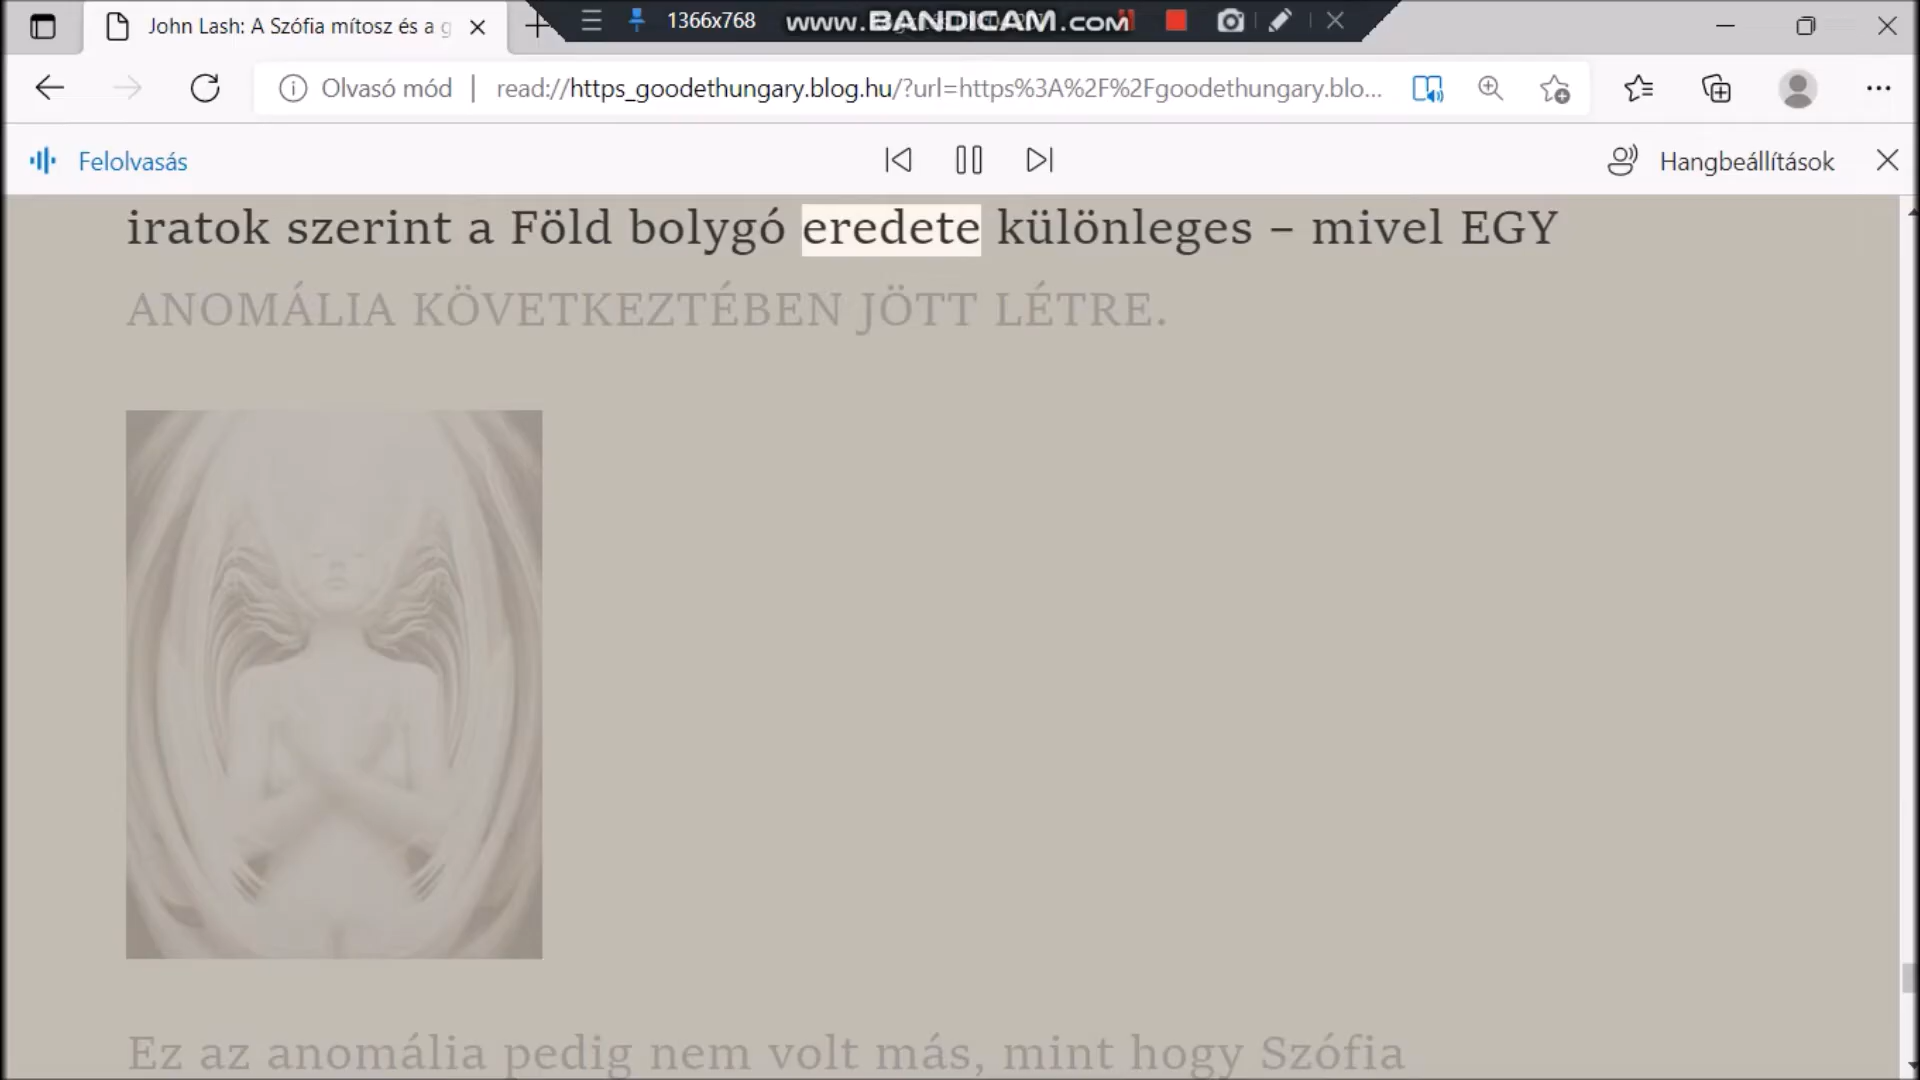 John Lash: A Szófia mítosz és a g
1366x768
www.BANDICAM.com
Olvasó mód
read://https_goodethungary.blog.hu/?url=https%3A%2F%2Fgoodethungary.blo...
Felolvasás
Hangbeállítások
iratok szerint a Föld bolygó eredete különleges – mivel EGY
ANOMÁLIA KÖVETKEZTÉBEN JÖTT LÉTRE.
Ez az anomália pedig nem volt más, mint hogy Szófia